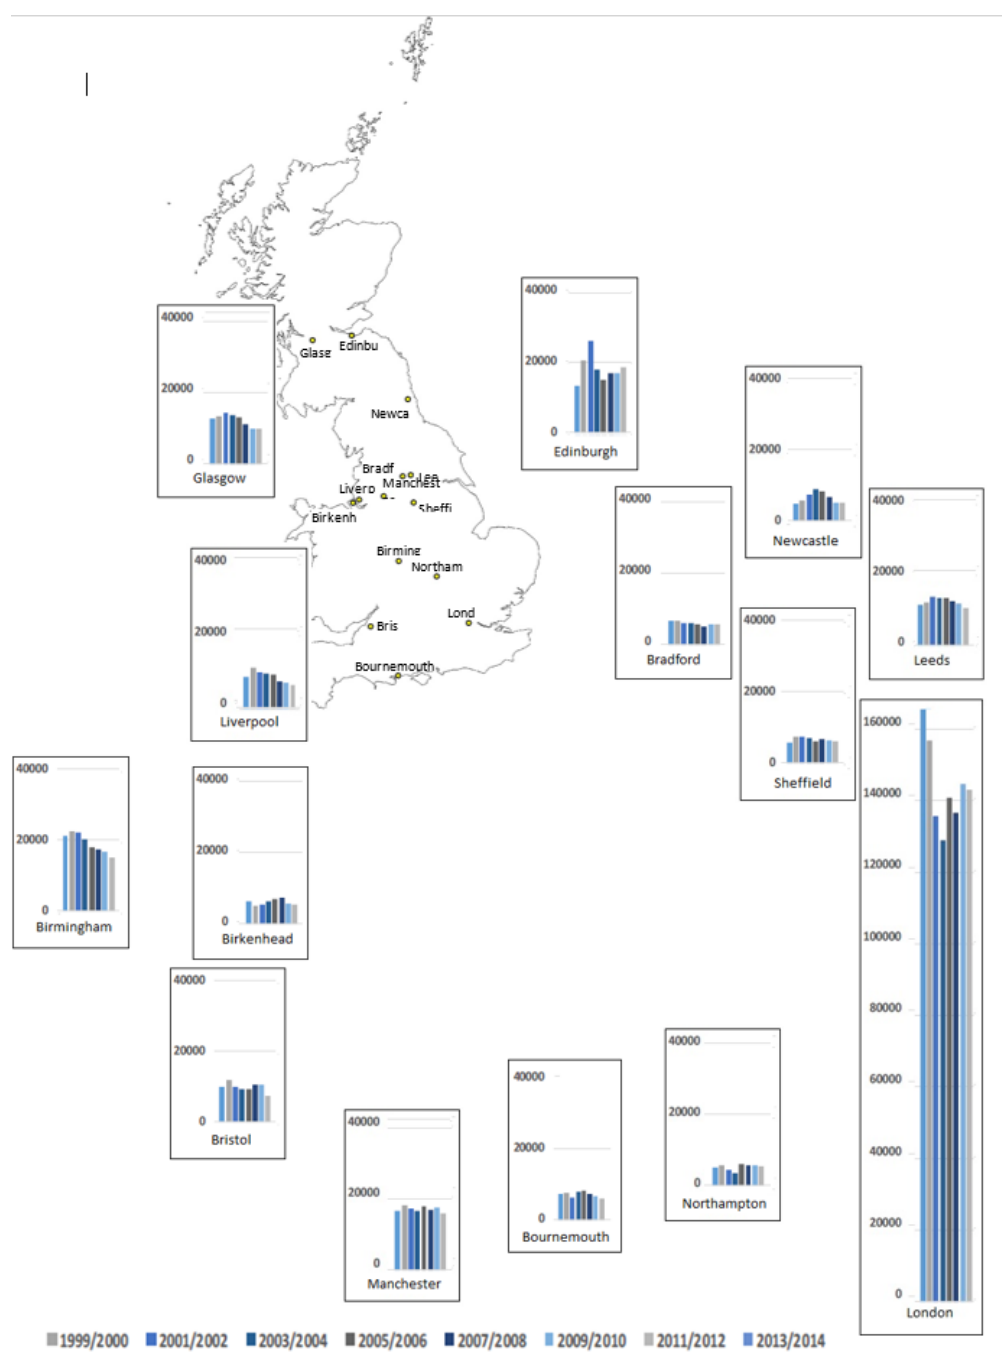 40000
20000
0
Glasgow
Glasg
Edinbu
Newca
Bradf
Lee
Manchest
Liverp
Sheffi
Birkenh
Birming
Northam
Lond
Bris
Bournemouth
40000
20000
0
Edinburgh
40000
20000
0
Newcastle
40000
20000
0
Bradford
40000
20000
0
Leeds
40000
20000
0
Liverpool
40000
20000
0
Sheffield
40000
20000
0
Birmingham
40000
20000
0
Birkenhead
160000
140000
120000
100000
80000
60000
40000
20000
0
London
40000
20000
0
Bristol
40000
20000
0
Manchester
40000
20000
0
Bournemouth
40000
20000
0
Northampton
1999/2000 2001/2002 2003/2004 2005/2006 2007/2008 2009/2010 2011/2012 2013/2014